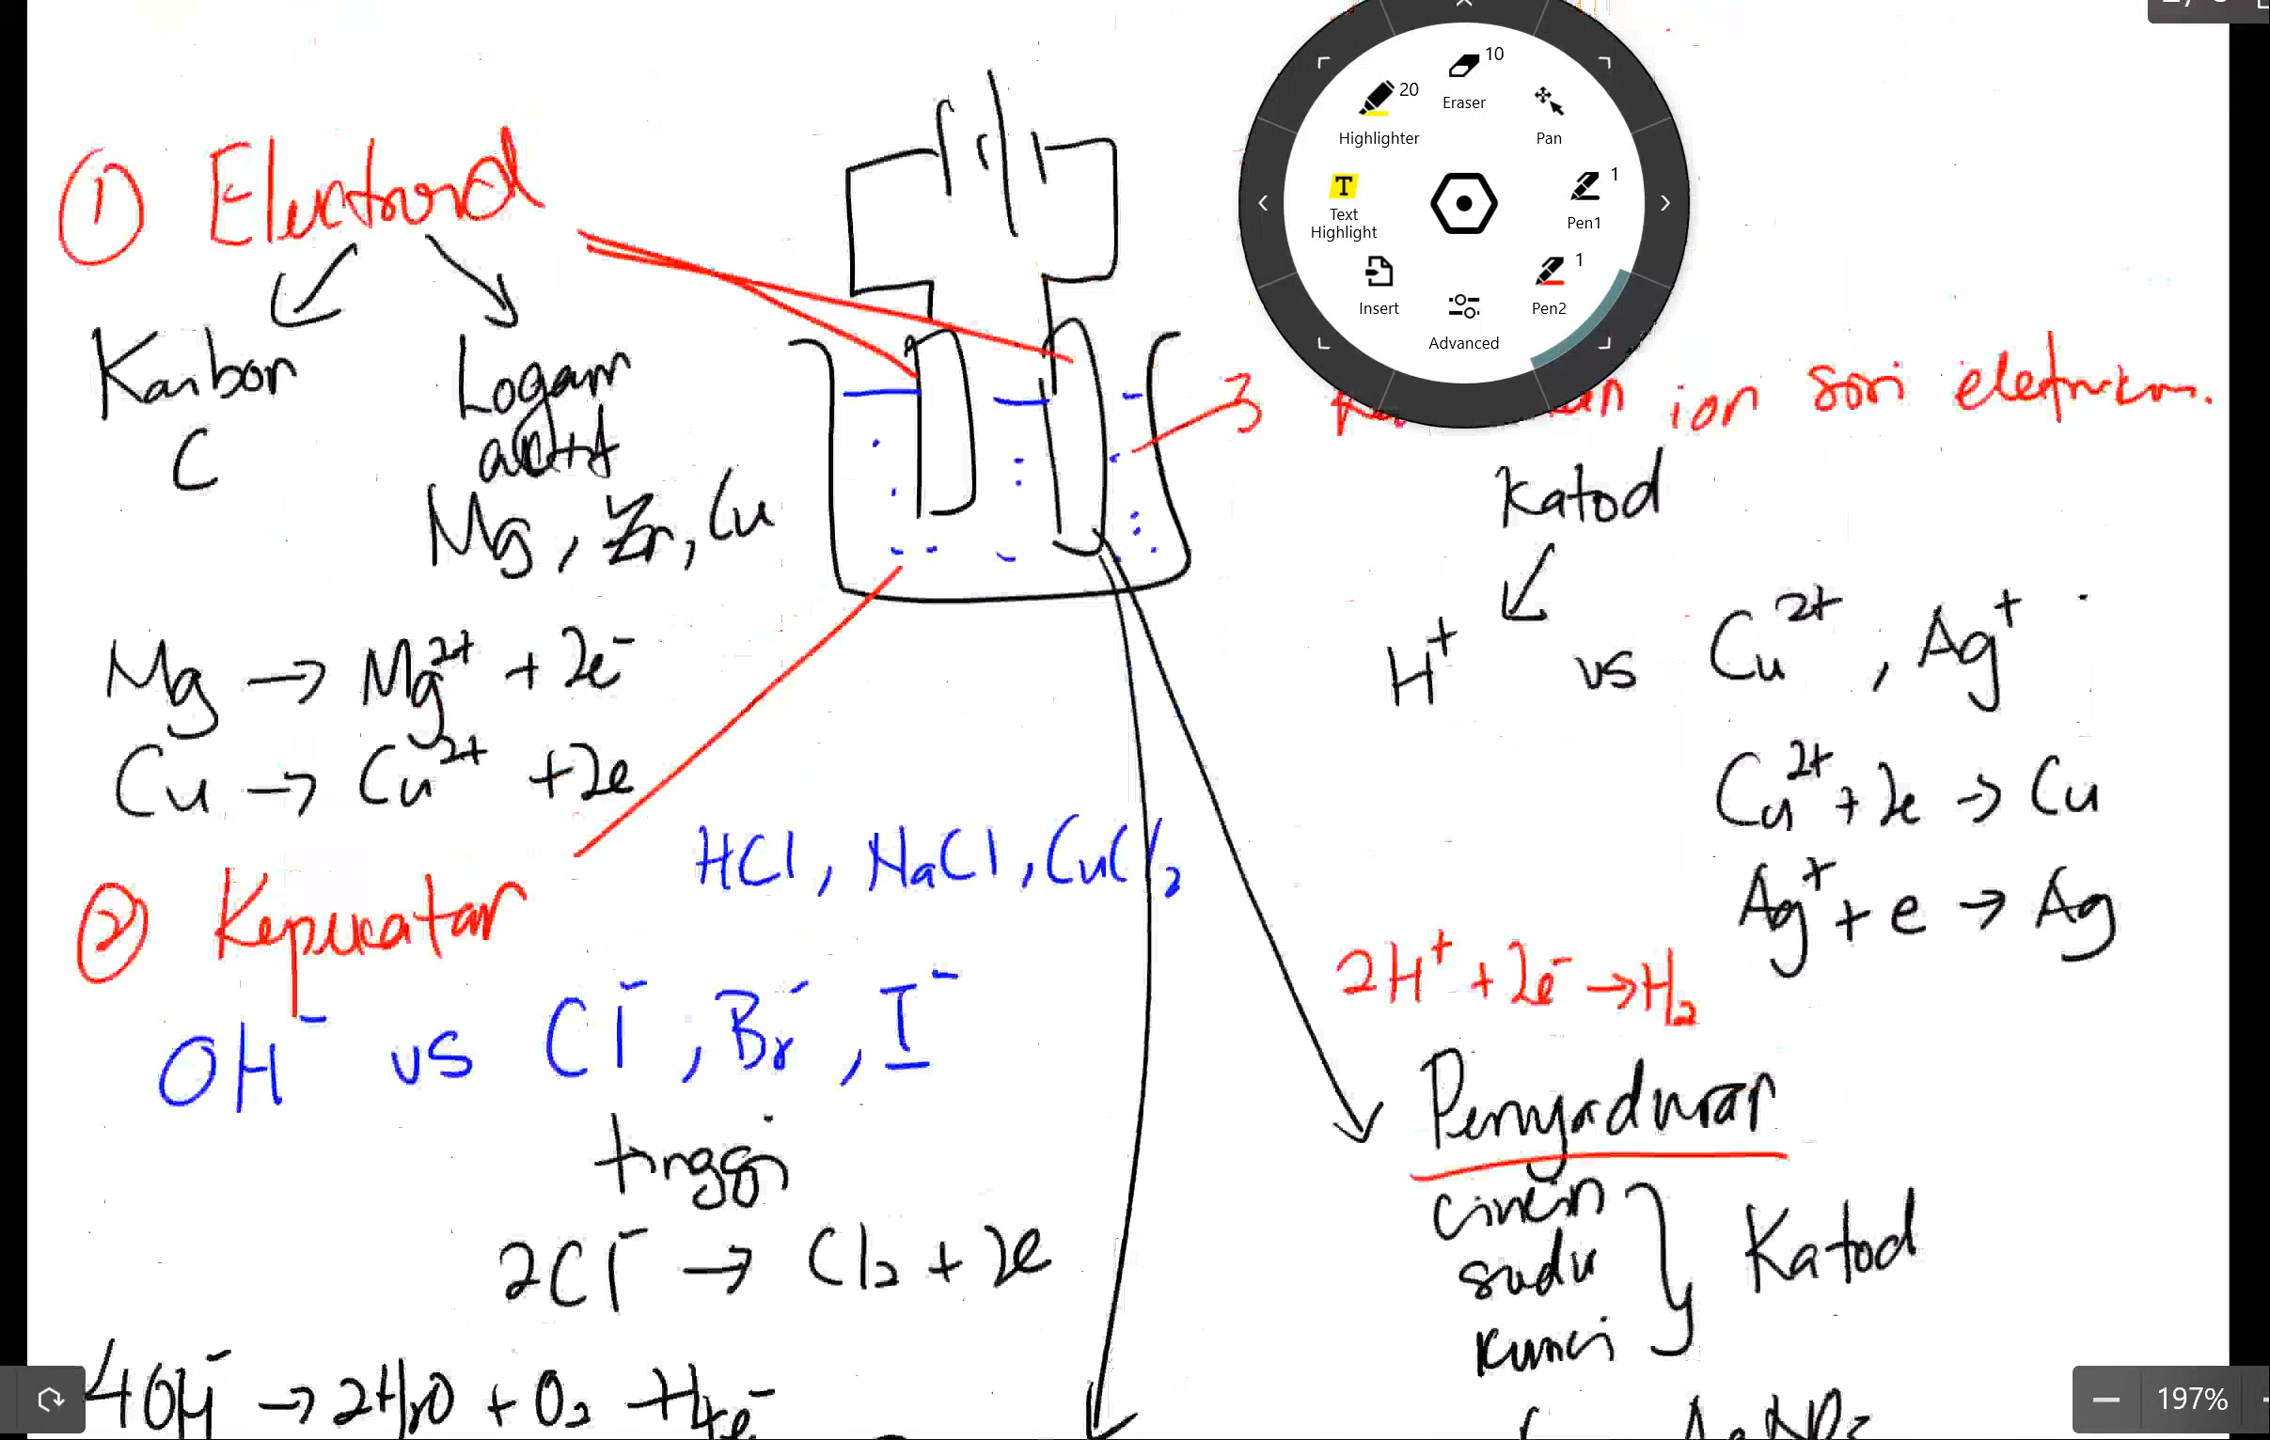 ① Electrod
Karbon
C
Logam
aktif
Mg, Zn, Cu
Mg → Mg²⁺ + 2e⁻
Cu → Cu²⁺ + 2e
HCl, NaCl, CuCl₂
② Kepekatan
OH⁻ vs Cl⁻, Br⁻, I⁻
tinggi
2Cl⁻ → Cl₂ + 2e
4OH⁻ → 2H₂O + O₂ + 4e⁻
10
Eraser
20
Highlighter
Pan
T
Text
Highlight
1
Pen1
Insert
1
Pen2
Advanced
3 ion siri
Katod
H⁺ vs Cu²⁺, Ag⁺
Cu²⁺ + 2e → Cu
Ag⁺ + e → Ag
2H⁺ + 2e⁻ → H₂
Penyaduran
cincin
sudu
kunci
Katod
197%